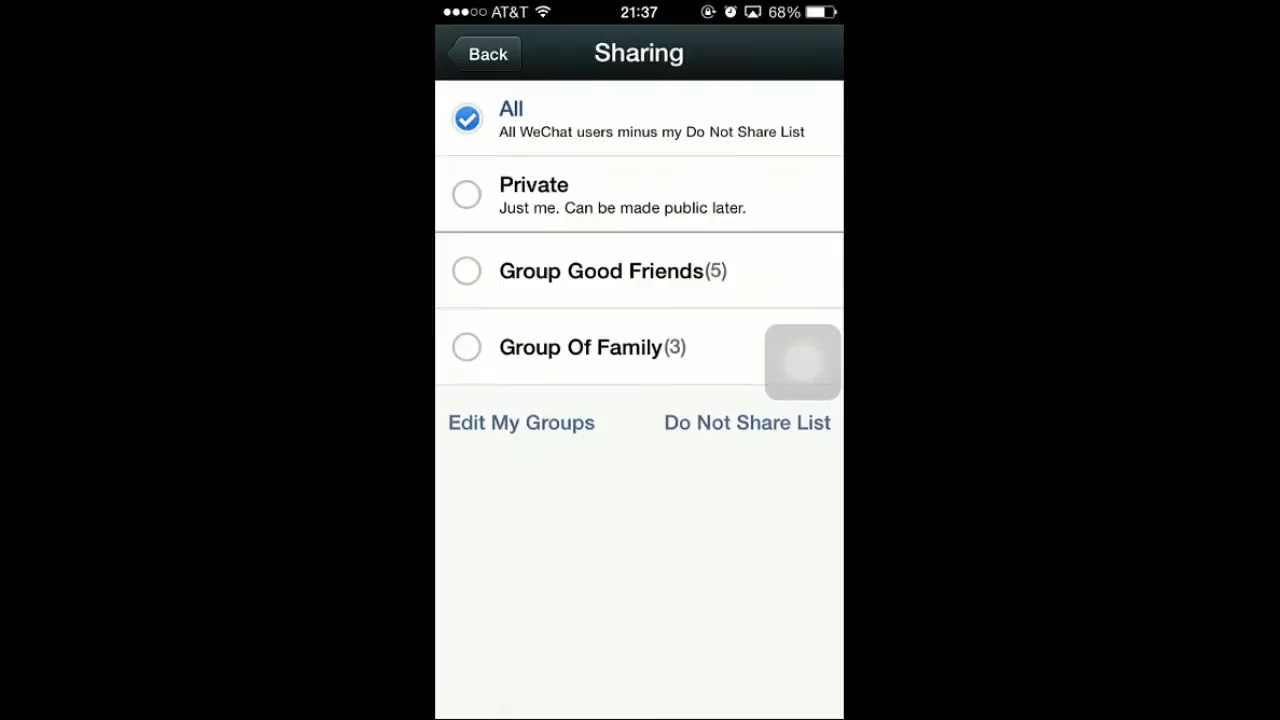 AT&T 21:37 68%
Back Sharing
All
All WeChat users minus my Do Not Share List
Private
Just me. Can be made public later.
Group Good Friends(5)
Group Of Family(3)
Edit My Groups Do Not Share List